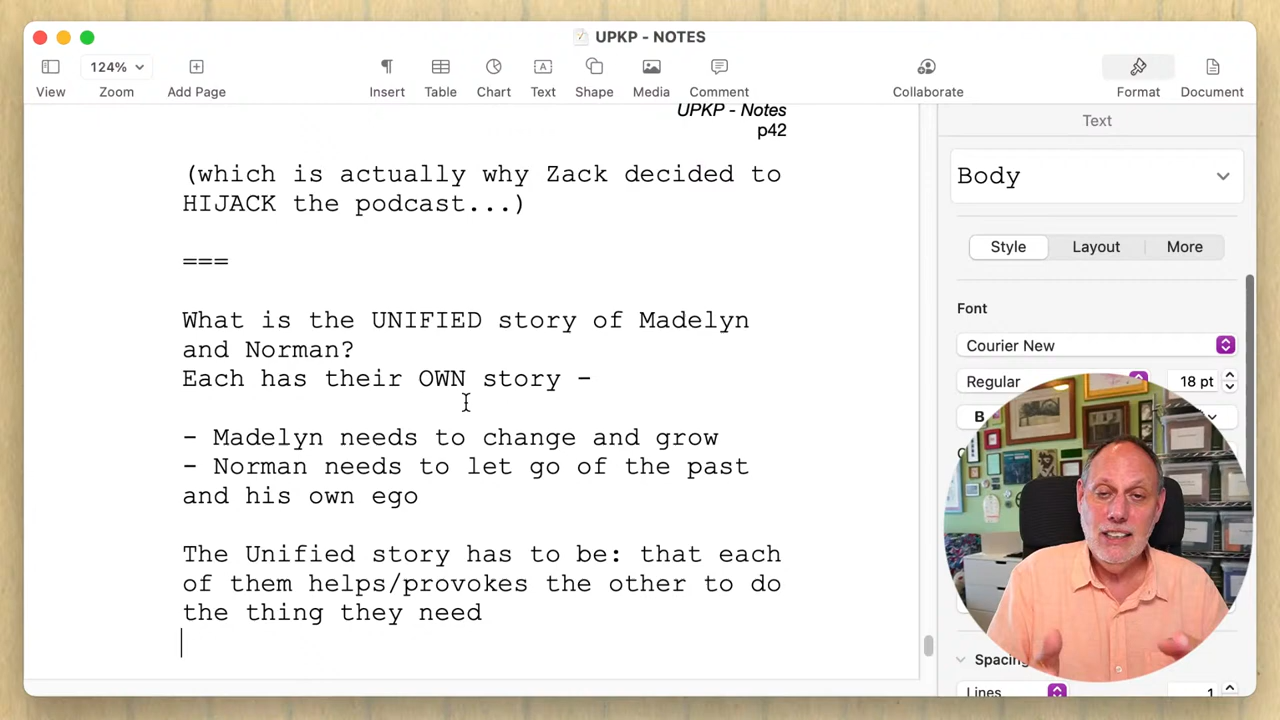 UPKP - NOTES
124%
View
Zoom
Add Page
Insert
Table
Chart
Text
Shape
Media
Comment
Collaborate
Format
Document
UPKP - Notes
p42
(which is actually why Zack decided to
HIJACK the podcast...)
===
What is the UNIFIED story of Madelyn
and Norman?
Each has their OWN story -
- Madelyn needs to change and grow
- Norman needs to let go of the past
and his own ego
The Unified story has to be: that each
of them helps/provokes the other to do
the thing they need
Text
Body
Style
Layout
More
Font
Courier New
Regular
18 pt
B
Spacing
Lines
1